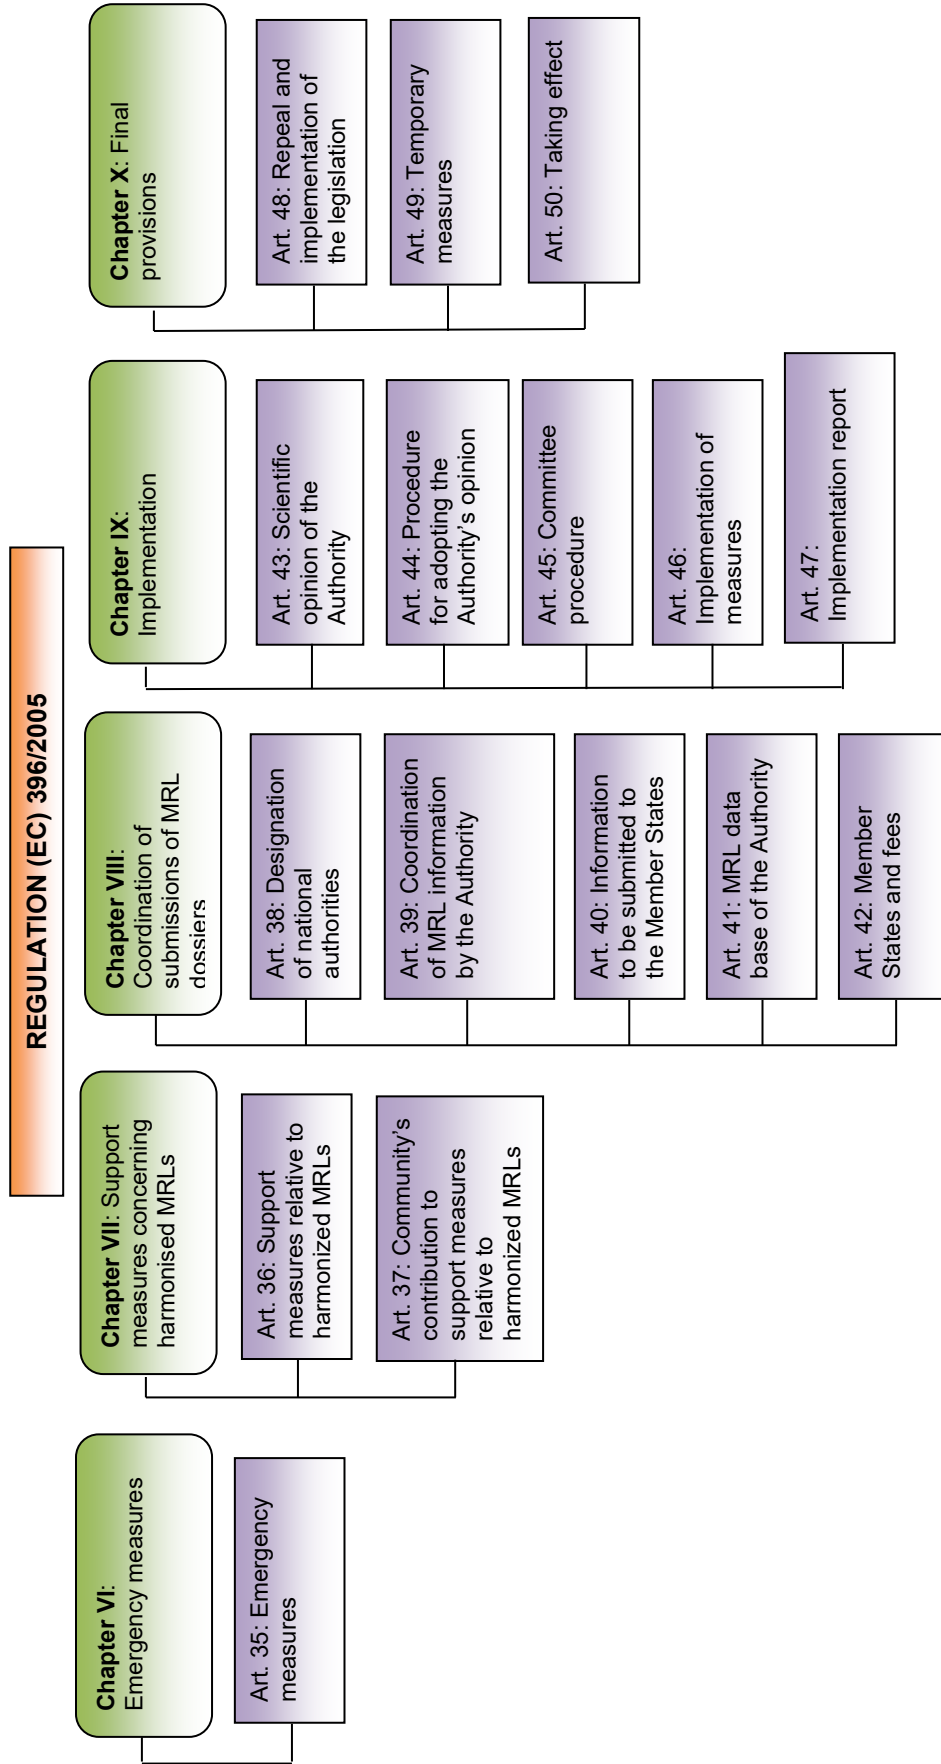 REGULATION (EC) 396/2005
Chapter VI:
Emergency measures
Art. 35: Emergency
measures
Chapter VII: Support
measures concerning
harmonised MRLs
Art. 36: Support
measures relative to
harmonized MRLs
Art. 37: Community’s
contribution to
support measures
relative to
harmonized MRLs
Chapter VIII:
Coordination of
submissions of MRL
dossiers
Art. 38: Designation
of national
authorities
Art. 39: Coordination
of MRL information
by the Authority
Art. 40: Information
to be submitted to
the Member States
Art. 41: MRL data
base of the Authority
Art. 42: Member
States and fees
Chapter IX:
Implementation
Art. 43: Scientific
opinion of the
Authority
Art. 44: Procedure
for adopting the
Authority’s opinion
Art. 45: Committee
procedure
Art. 46:
Implementation of
measures
Art. 47:
Implementation report
Chapter X: Final
provisions
Art. 48: Repeal and
implementation of
the legislation
Art. 49: Temporary
measures
Art. 50: Taking effect